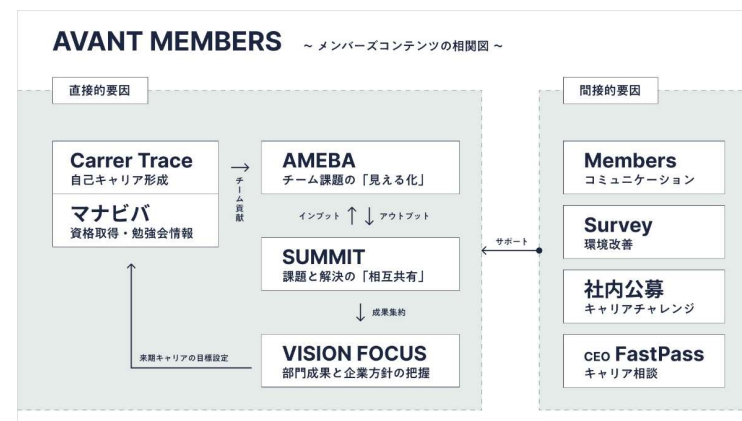 AVANT MEMBERS ~ メンバーズコンテンツの相関図 ~
直接的要因
Carrer Trace
自己キャリア形成
マナビバ
資格取得・勉強会情報
チーム貢献
AMEBA
チーム課題の「見える化」
インプット
アウトプット
SUMMIT
課題と解決の「相互共有」
成果集約
VISION FOCUS
部門成果と企業方針の把握
来期キャリアの目標設定
サポート
間接的要因
Members
コミュニケーション
Survey
環境改善
社内公募
キャリアチャレンジ
CEO FastPass
キャリア相談